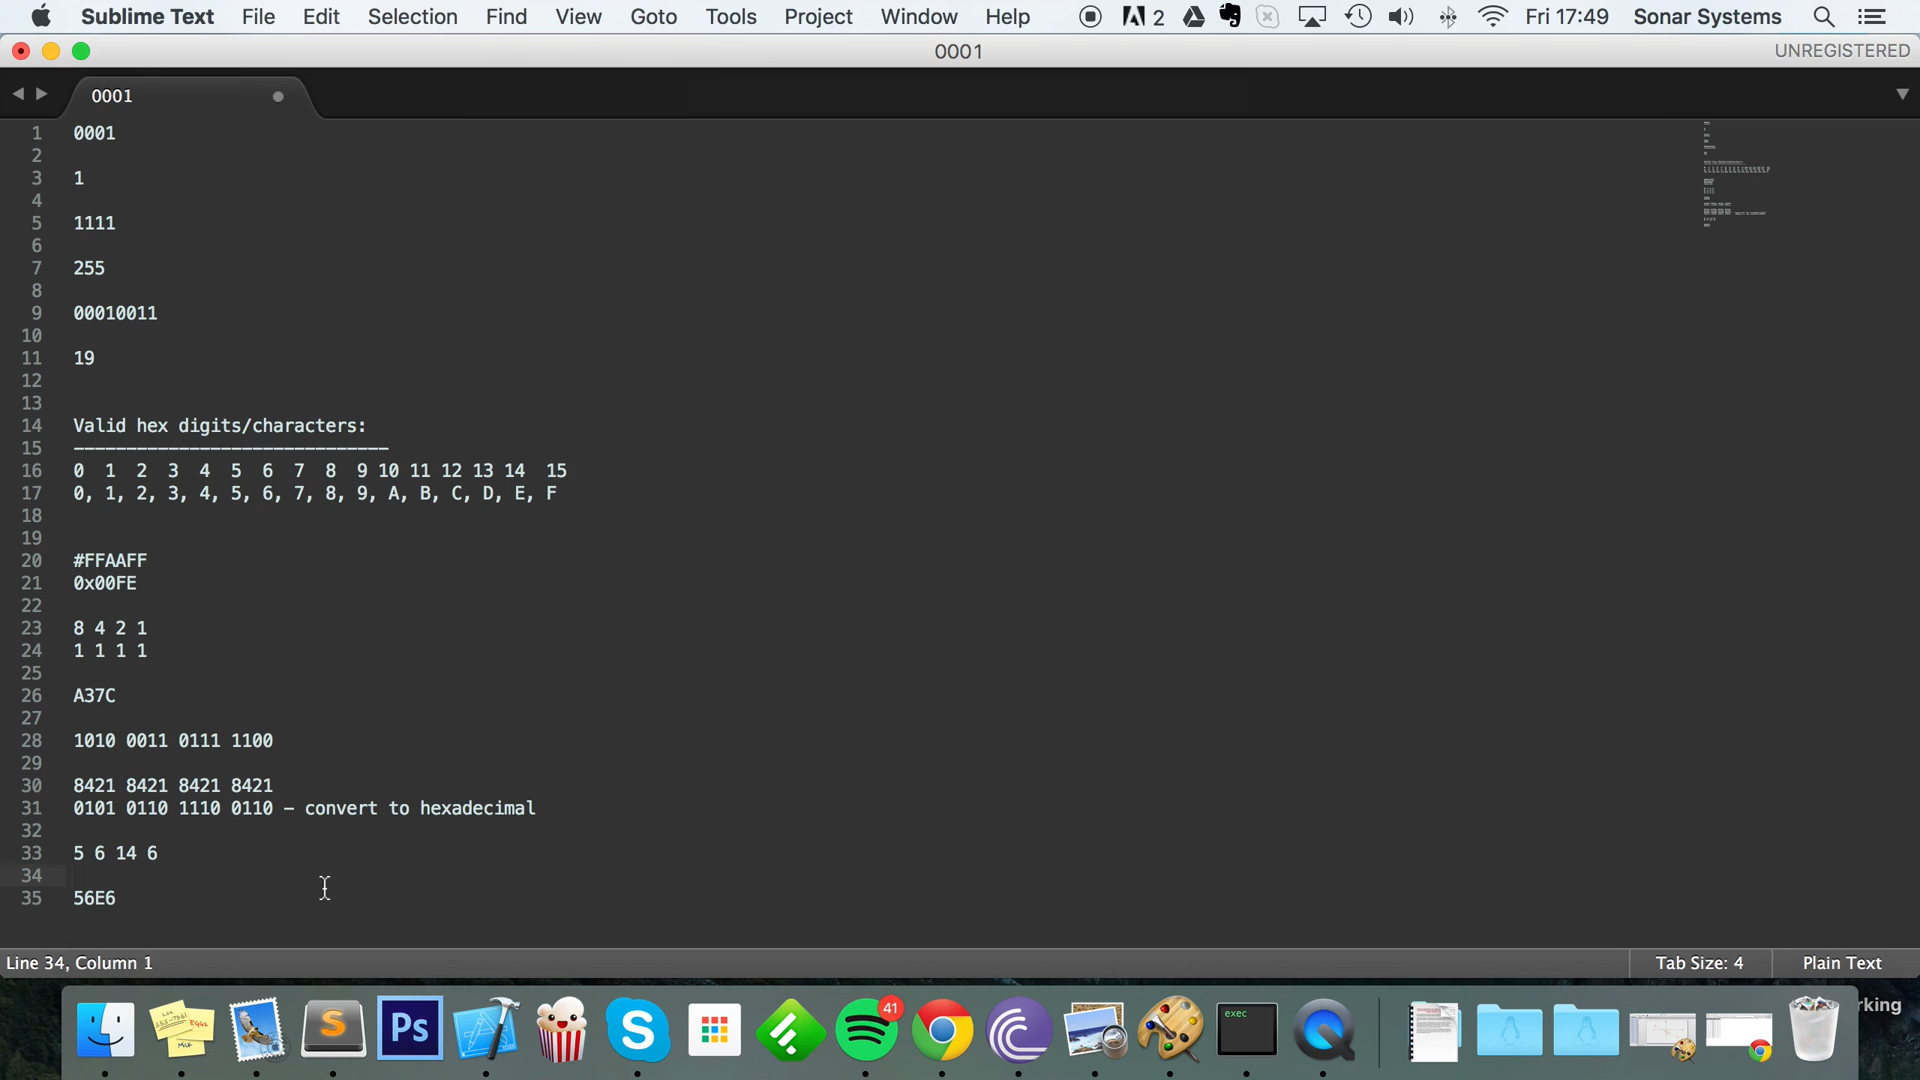 Sublime Text File Edit Selection Find View Goto Tools Project Window Help 2 Fri 17:49 Sonar Systems
0001 UNREGISTERED
0001
1 0001
2
3 1
4
5 1111
6
7 255
8
9 00010011
10
11 19
12
13
14 Valid hex digits/characters:
15 ------------------------------
16 0 1 2 3 4 5 6 7 8 9 10 11 12 13 14 15
17 0, 1, 2, 3, 4, 5, 6, 7, 8, 9, A, B, C, D, E, F
18
19
20 #FFAAFF
21 0x00FE
22
23 8 4 2 1
24 1 1 1 1
25
26 A37C
27
28 1010 0011 0111 1100
29
30 8421 8421 8421 8421
31 0101 0110 1110 0110 – convert to hexadecimal
32
33 5 6 14 6
34
35 56E6
Line 34, Column 1 Tab Size: 4 Plain Text
Ps
41
exec
rking